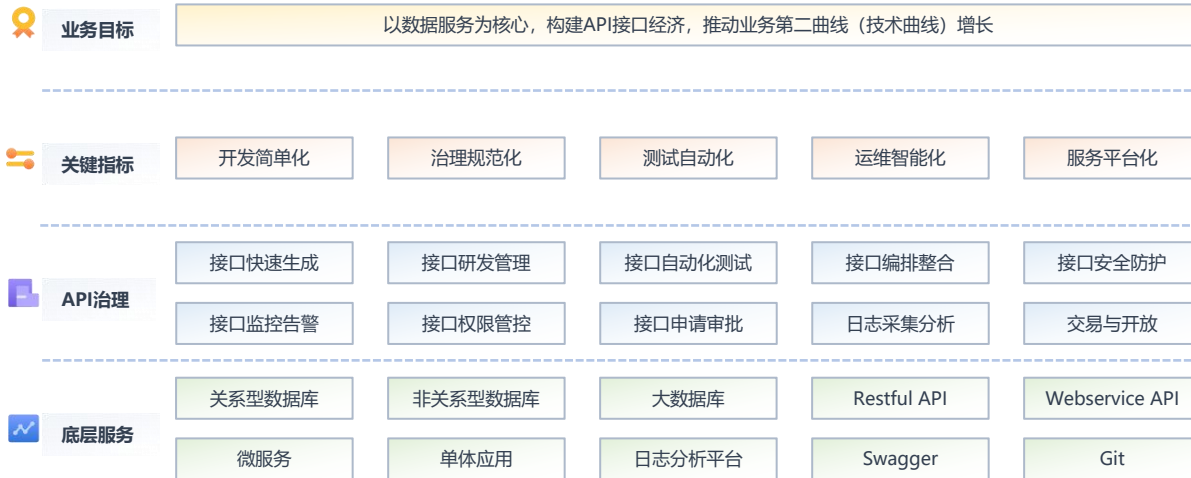 业务目标
以数据服务为核心，构建API接口经济，推动业务第二曲线（技术曲线）增长
关键指标
开发简单化
治理规范化
测试自动化
运维智能化
服务平台化
API治理
接口快速生成
接口研发管理
接口自动化测试
接口编排整合
接口安全防护
接口监控告警
接口权限管控
接口申请审批
日志采集分析
交易与开放
底层服务
关系型数据库
非关系型数据库
大数据库
Restful API
Webservice API
微服务
单体应用
日志分析平台
Swagger
Git